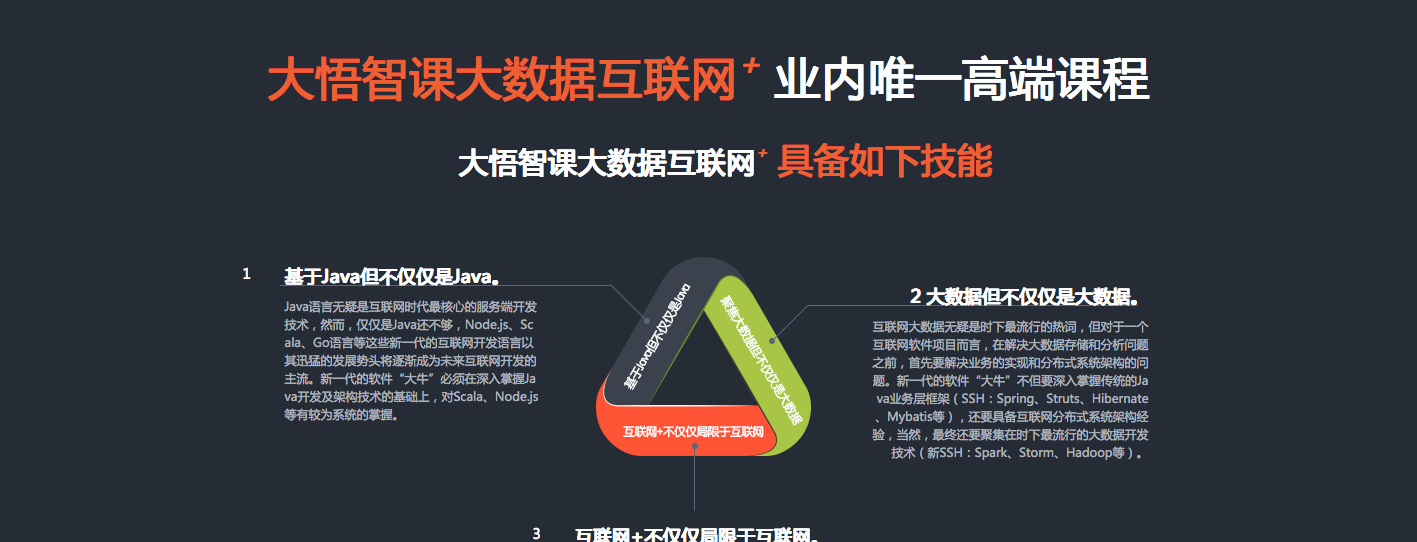 大悟智课大数据互联网+ 业内唯一高端课程
大悟智课大数据互联网+ 具备如下技能
1 基于Java但不仅仅是Java。
Java语言无疑是互联网时代最核心的服务端开发
技术，然而，仅仅是Java还不够，Node.js、Sc
ala、Go语言等这些新一代的互联网开发语言以
其迅猛的发展势头将逐渐成为未来互联网开发的
主流。新一代的软件“大牛”必须在深入掌握Ja
va开发及架构技术的基础上，对Scala、Node.js
等有较为系统的掌握。
基于Java但不仅仅是Java
聚焦大数据但不仅仅是大数据
互联网+不仅仅局限于互联网
2 大数据但不仅仅是大数据。
互联网大数据无疑是时下最流行的热词，但对于一个
互联网软件项目而言，在解决大数据存储和分析问题
之前，首先要解决业务的实现和分布式系统架构的问
题。新一代的软件“大牛”不但要深入掌握传统的Ja
va业务层框架（SSH：Spring、Struts、Hibernate
、Mybatis等），还要具备互联网分布式系统架构经
验，当然，最终还要聚集在时下最流行的大数据开发
技术（新SSH：Spark、Storm、Hadoop等）。
3 互联网+不仅仅局限于互联网。